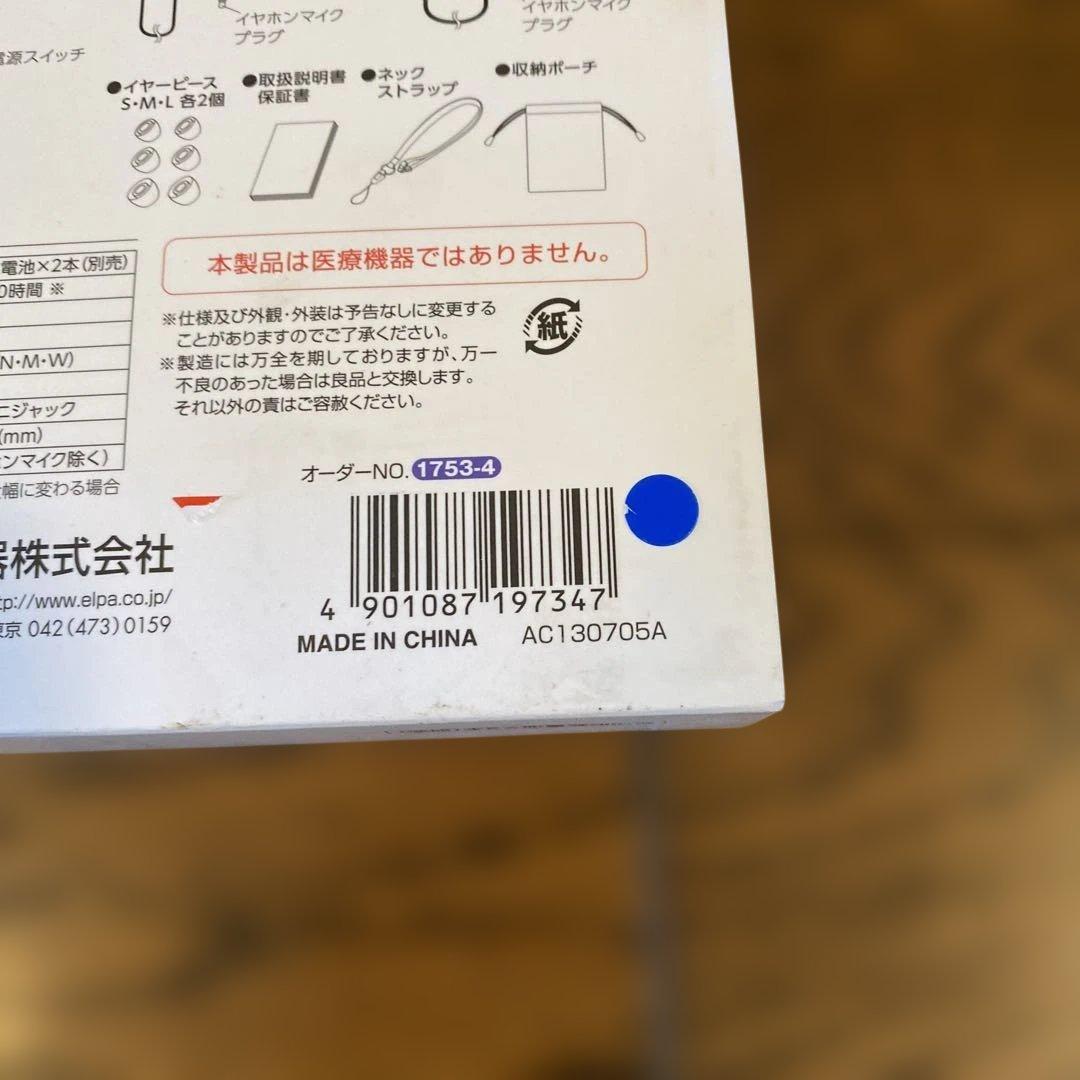 イヤホンマイク
プラグ
イヤホンマイク
プラグ
電源スイッチ
●イヤーピース
S・M・L 各2個
●取扱説明書
保証書
●ネック
ストラップ
●収納ポーチ
電池×2本(別売)
0時間 ※
N・M・W)
ニジャック
(mm)
ンマイク除く)
幅に変わる場合
本製品は医療機器ではありません。
※仕様及び外観・外装は予告なしに変更する
ことがありますのでご了承ください。
※製造には万全を期しておりますが、万一
不良のあった場合は良品と交換します。
それ以外の責はご容赦ください。
紙
オーダーNO. 1753-4
器株式会社
tp://www.elpa.co.jp/
東京 042(473)0159
4 901087 197347
MADE IN CHINA AC130705A